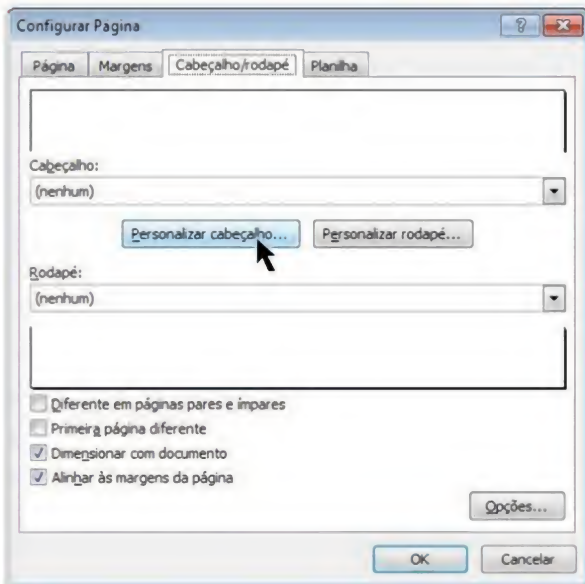 Configurar Pagina
Página Margens Cabeçalho/rodapé Planilha
Cabeçalho:
(nenhum)
Personalizar cabeçalho... Personalizar rodapé...
Rodapé:
(nenhum)
Diferente em páginas pares e ímpares
Primeira página diferente
Dimensionar com documento
Alinhar às margens da página
Opções...
OK Cancelar